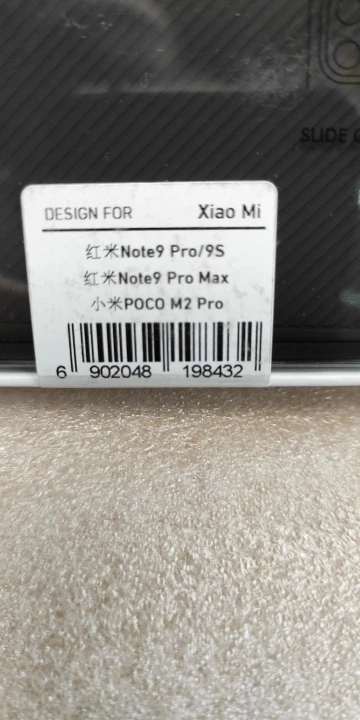 SLIDE
DESIGN FOR Xiao Mi
红米Note9 Pro/9S
红米Note9 Pro Max
小米POCO M2 Pro
6 902048 198432